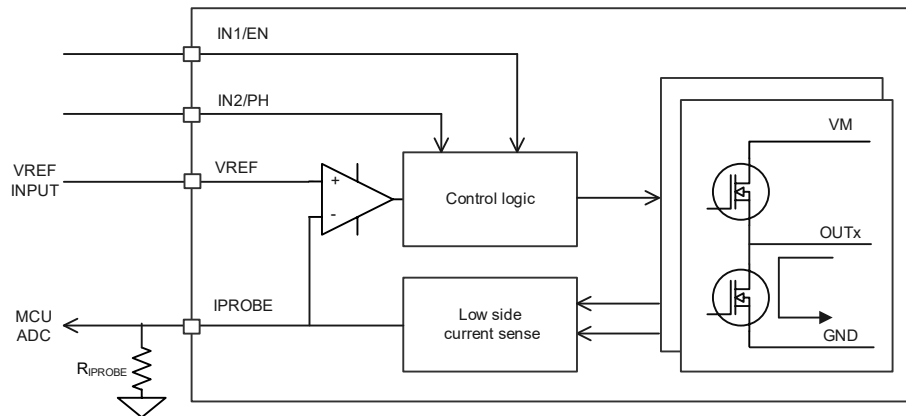 IN1/EN
IN2/PH
VREF
INPUT
VREF
+
-
Control logic
VM
OUTx
GND
MCU
ADC
IPROBE
Low side
current sense
RIPROBE